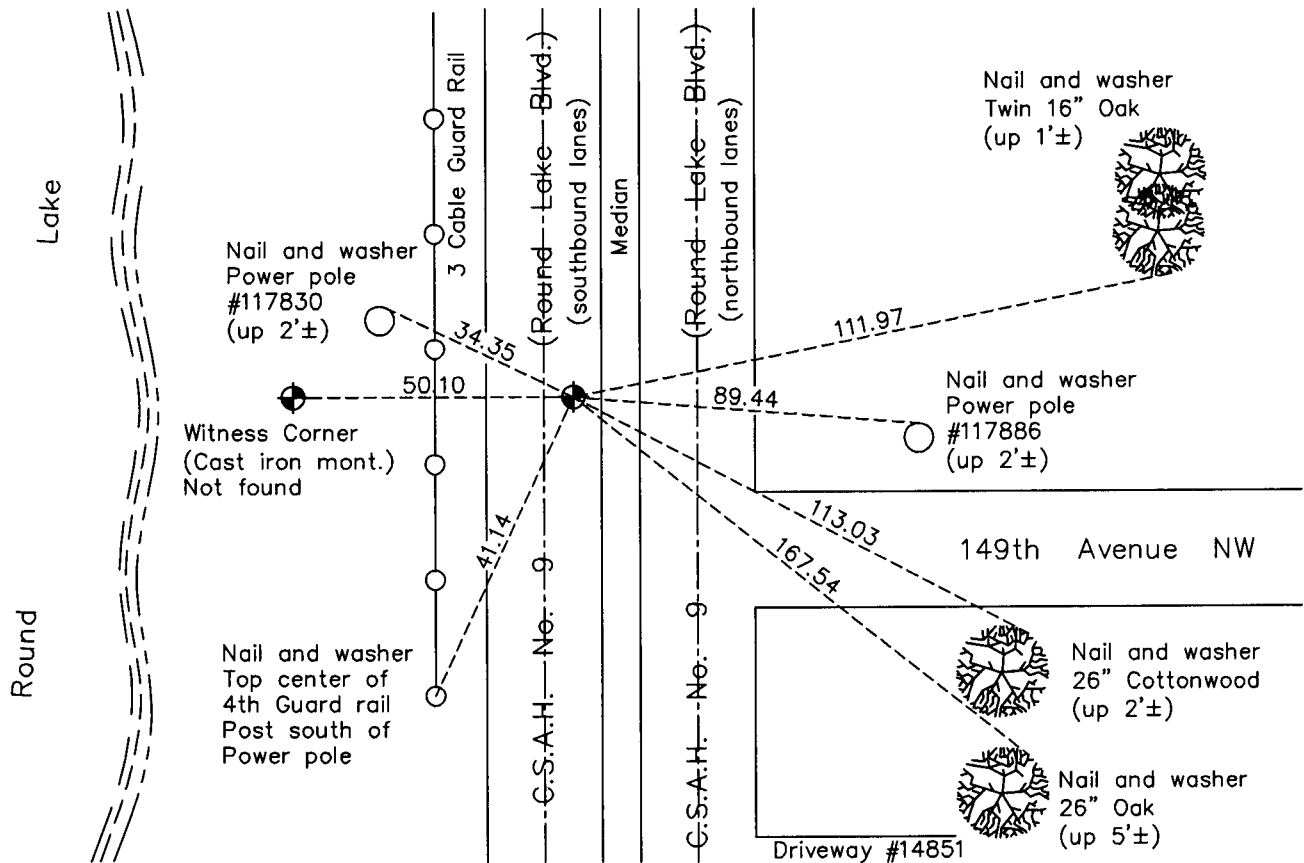 Lake
Round
Nail and washer
Power pole
#117830
(up 2'±)
3 Cable Guard Rail
C.S.A.H. No. 9 (Round Lake Blvd.)
(southbound lanes)
Median
C.S.A.H. No. 9 (Round Lake Blvd.)
(northbound lanes)
Nail and washer
Twin 16" Oak
(up 1'±)
34.35
111.97
50.10
89.44
Witness Corner
(Cast iron mont.)
Not found
Nail and washer
Power pole
#117886
(up 2'±)
41.14
113.03
167.54
149th Avenue NW
Nail and washer
Top center of
4th Guard rail
Post south of
Power pole
Nail and washer
26" Cottonwood
(up 2'±)
Nail and washer
26" Oak
(up 5'±)
Driveway #14851